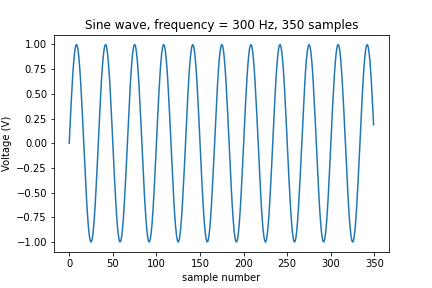 Sine wave, frequency = 300 Hz, 350 samples
1.00
0.75
0.50
0.25
0.00
−0.25
−0.50
−0.75
−1.00
Voltage (V)
0 50 100 150 200 250 300 350
sample number